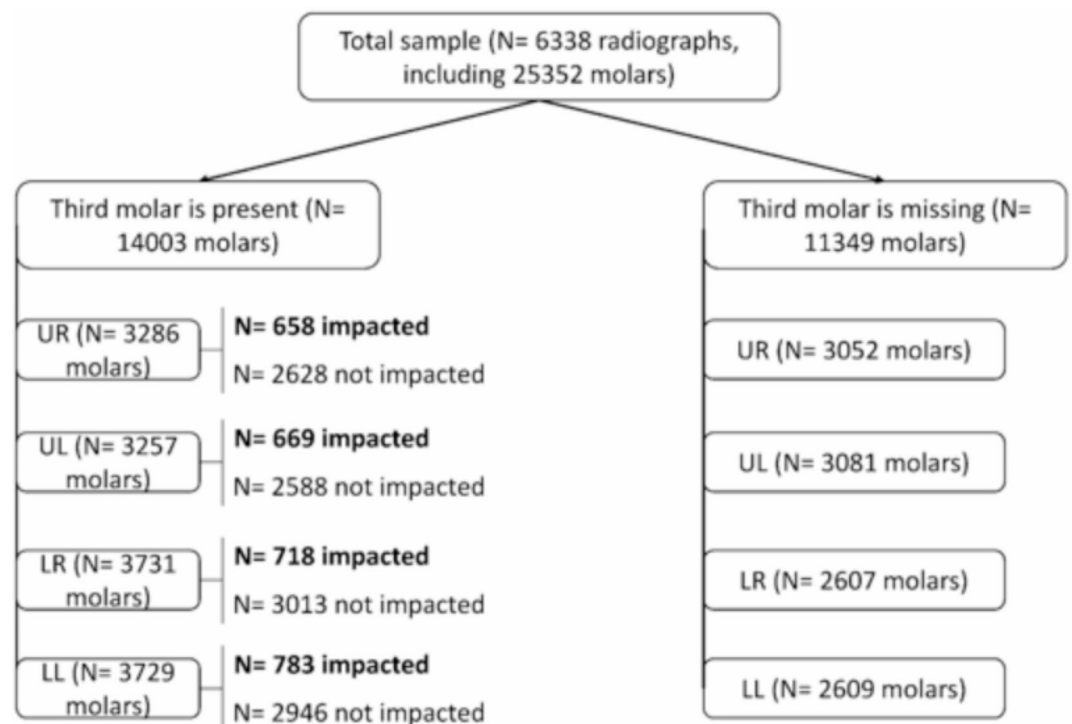 Total sample (N= 6338 radiographs,
including 25352 molars)
Third molar is present (N=
14003 molars)
Third molar is missing (N=
11349 molars)
UR (N= 3286
molars)
N= 658 impacted
N= 2628 not impacted
UR (N= 3052 molars)
UL (N= 3257
molars)
N= 669 impacted
N= 2588 not impacted
UL (N= 3081 molars)
LR (N= 3731
molars)
N= 718 impacted
N= 3013 not impacted
LR (N= 2607 molars)
LL (N= 3729
molars)
N= 783 impacted
N= 2946 not impacted
LL (N= 2609 molars)